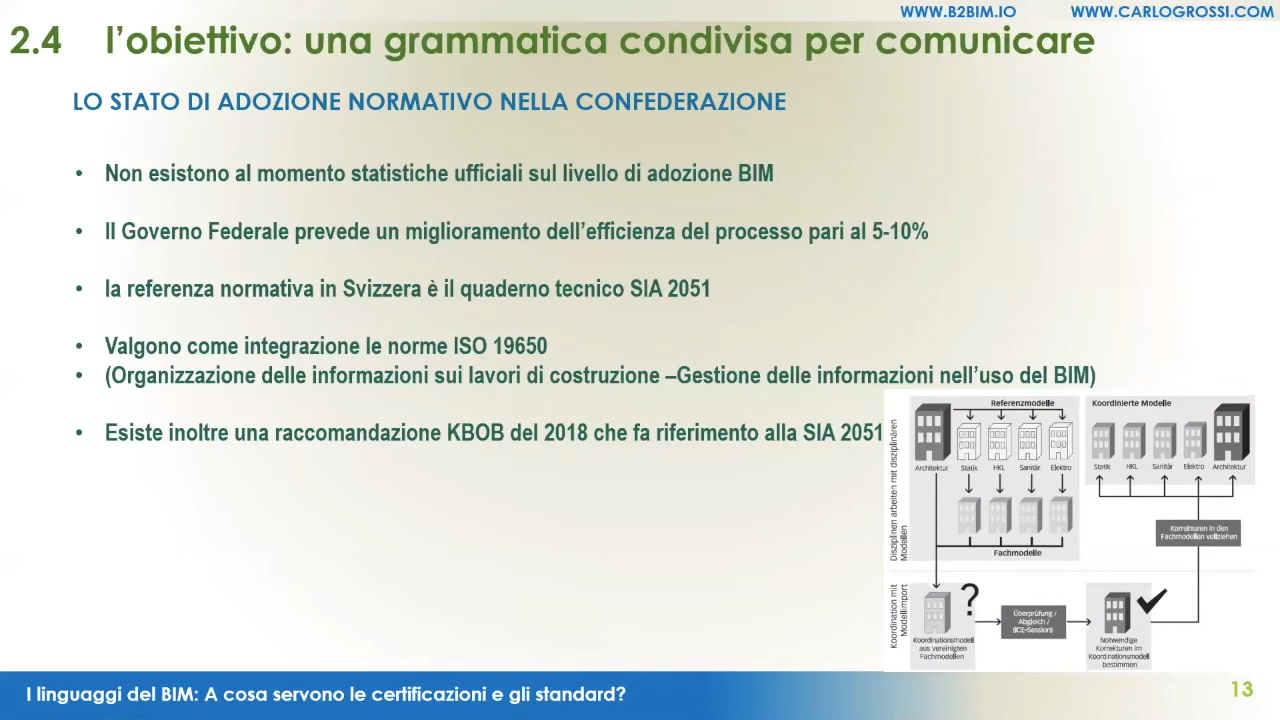 WWW.B2BIM.IO WWW.CARLOGROSSI.COM
2.4 l’obiettivo: una grammatica condivisa per comunicare
LO STATO DI ADOZIONE NORMATIVO NELLA CONFEDERAZIONE
• Non esistono al momento statistiche ufficiali sul livello di adozione BIM
• Il Governo Federale prevede un miglioramento dell’efficienza del processo pari al 5-10%
• la referenza normativa in Svizzera è il quaderno tecnico SIA 2051
• Valgono come integrazione le norme ISO 19650
• (Organizzazione delle informazioni sui lavori di costruzione –Gestione delle informazioni nell’uso del BIM)
• Esiste inoltre una raccomandazione KBOB del 2018 che fa riferimento alla SIA 2051
Disziplinen arbeiten mit disziplinären
Modellen
Referenzmodelle
Architektur Statik HKL Sanitär Elektro
Fachmodelle
Koordinierte Modelle
Statik HKL Sanitär Elektro Architektur
Korrekturen in den
Fachmodellen vollziehen
Koordination mit
Modellimport
?
Koordinationsmodell
aus vereinigten
Fachmodellen
Überprüfung /
Abgleich /
(ICE-Session)
Notwendige
Korrekturen im
Koordinationsmodell
bestimmen
I linguaggi del BIM: A cosa servono le certificazioni e gli standard?
13